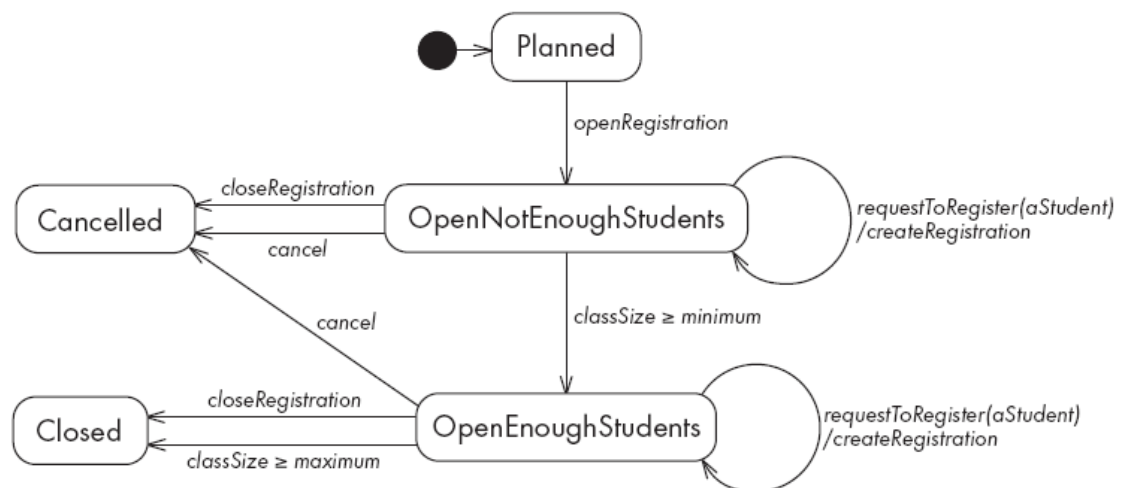 Planned
openRegistration
closeRegistration
Cancelled
OpenNotEnoughStudents
requestToRegister(aStudent)
/createRegistration
cancel
cancel
classSize ≥ minimum
closeRegistration
Closed
OpenEnoughStudents
requestToRegister(aStudent)
/createRegistration
classSize ≥ maximum